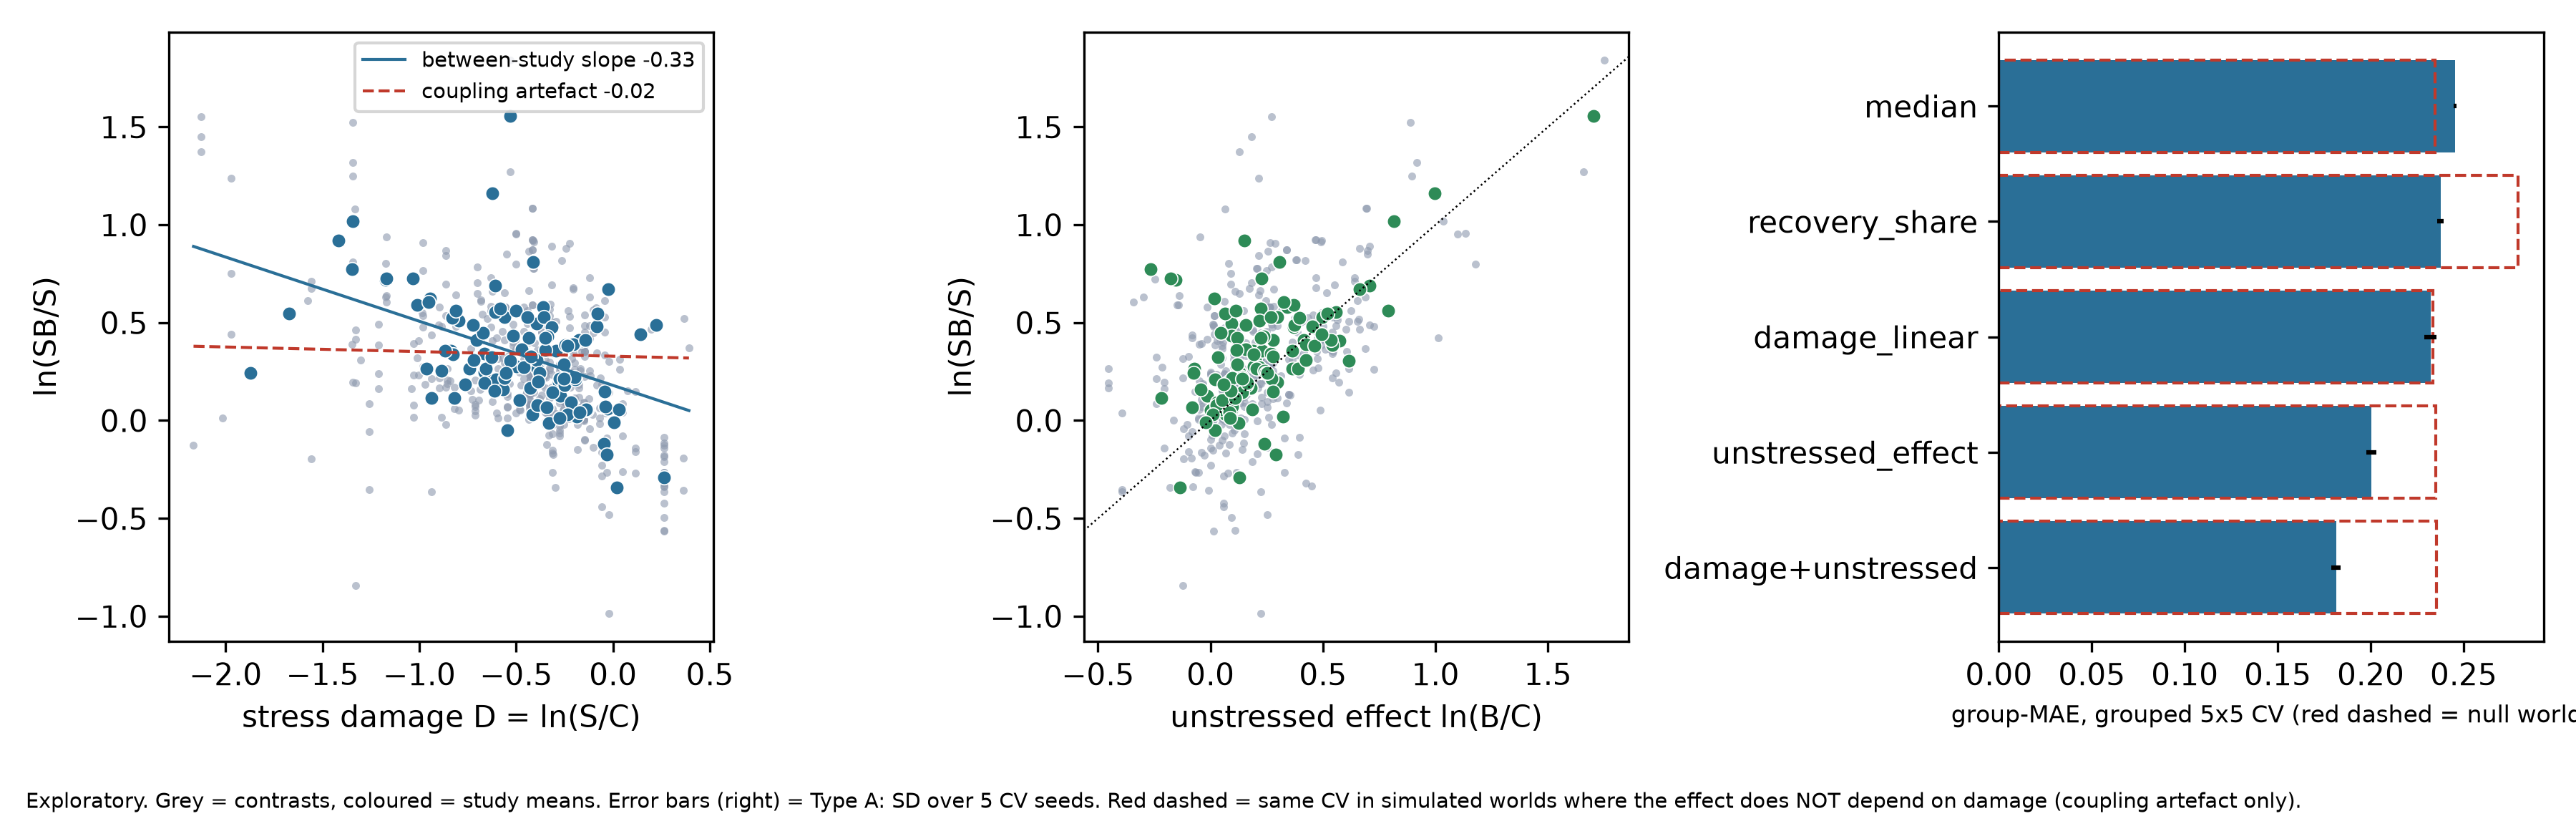 between-study slope -0.33
coupling artefact -0.02
1.5
1.0
0.5
0.0
−0.5
−1.0
ln(SB/S)
−2.0 −1.5 −1.0 −0.5 0.0 0.5
stress damage D = ln(S/C)
1.5
1.0
0.5
0.0
−0.5
−1.0
ln(SB/S)
−0.5 0.0 0.5 1.0 1.5
unstressed effect ln(B/C)
median
recovery_share
damage_linear
unstressed_effect
damage+unstressed
0.00 0.05 0.10 0.15 0.20 0.25
group-MAE, grouped 5x5 CV (red dashed = null worl
Exploratory. Grey = contrasts, coloured = study means. Error bars (right) = Type A: SD over 5 CV seeds. Red dashed = same CV in simulated worlds where the effect does NOT depend on damage (coupling artefact only).